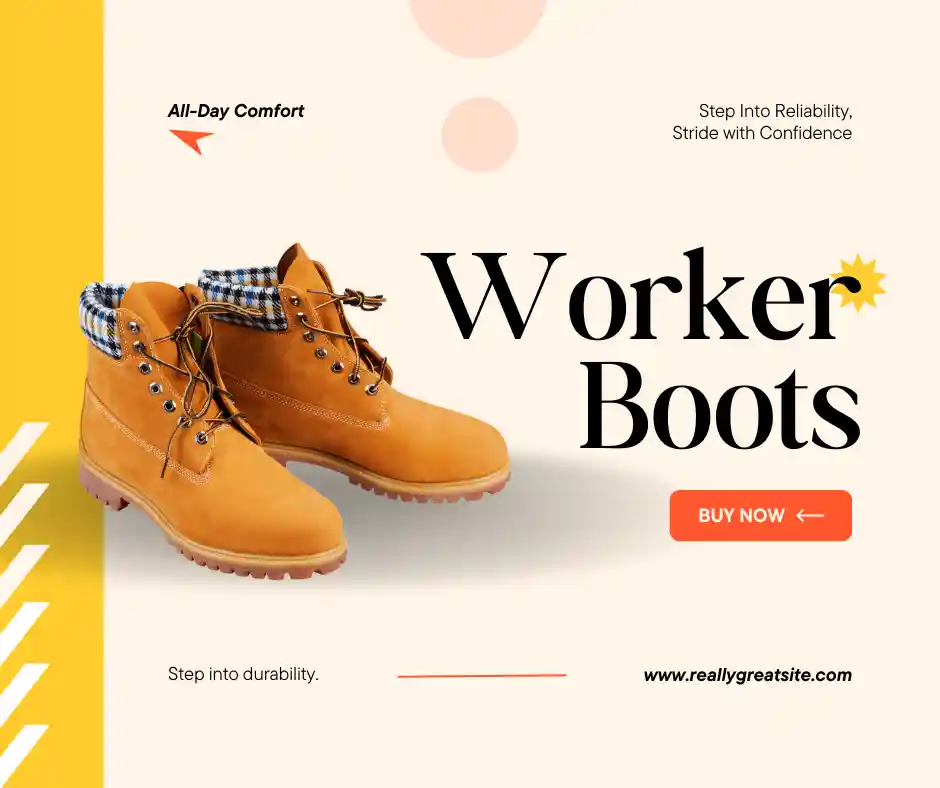 All-Day Comfort
Step Into Reliability,
Stride with Confidence
Worker
Boots
BUY NOW
Step into durability.
www.reallygreatsite.com